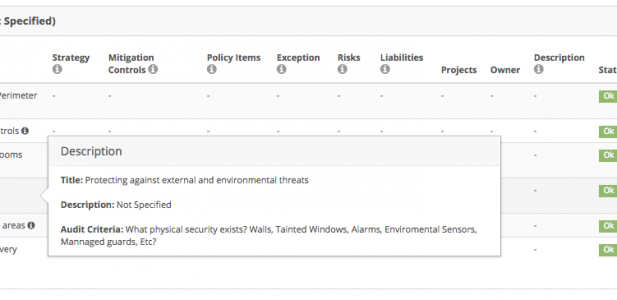 t Specified)
Strategy Mitigation Controls Policy Items Exception Risks Liabilities Projects Owner Description Stat
Perimeter - - - - - - - - - Ok
ntrols - - - - - - - - - Ok
ooms - Ok
Description
Title: Protecting against external and environmental threats
- Ok
Description: Not Specified
areas - Ok
Audit Criteria: What physical security exists? Walls, Tainted Windows, Alarms, Enviromental Sensors,
Mannaged guards, Etc?
very - Ok